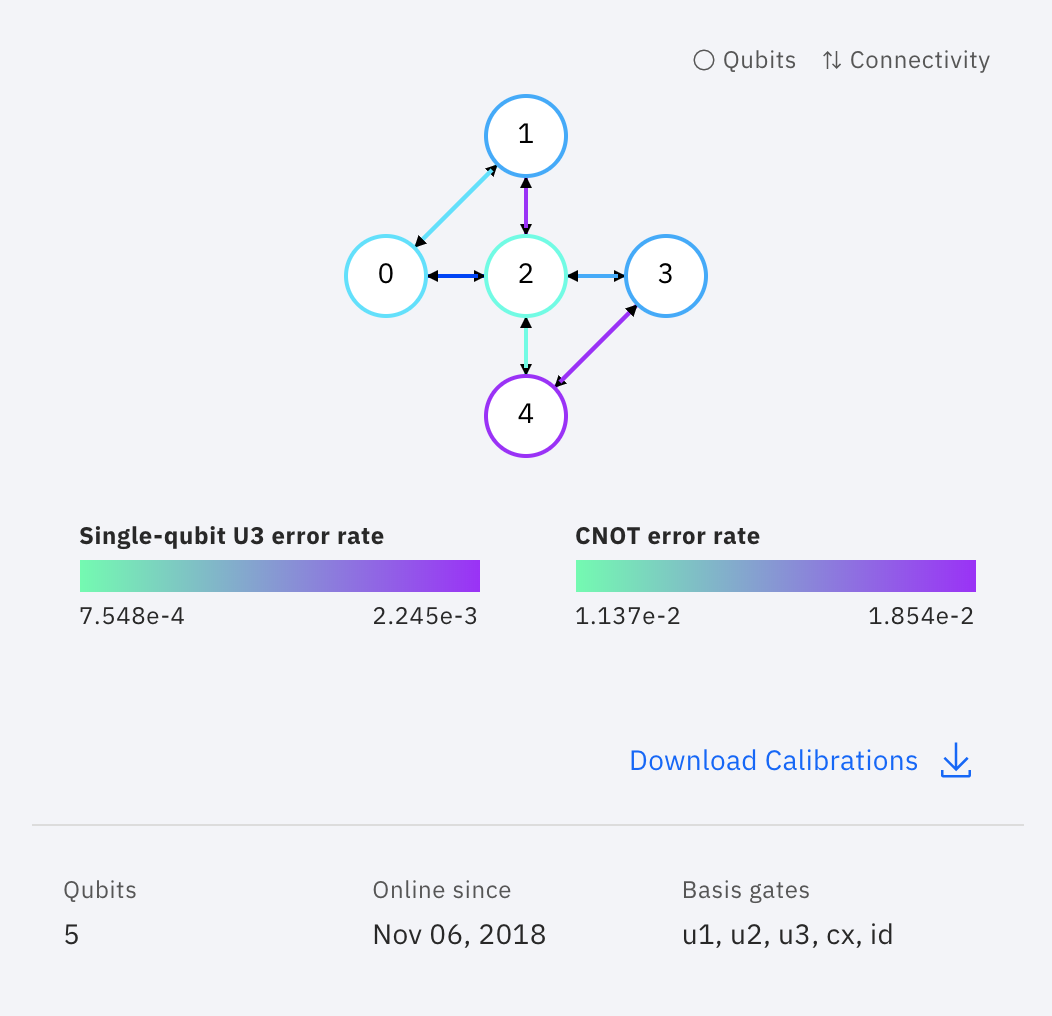 Qubits Connectivity
1
0 2 3
4
Single-qubit U3 error rate CNOT error rate
7.548e-4 2.245e-3 1.137e-2 1.854e-2
Download Calibrations
Qubits Online since Basis gates
5 Nov 06, 2018 u1, u2, u3, cx, id